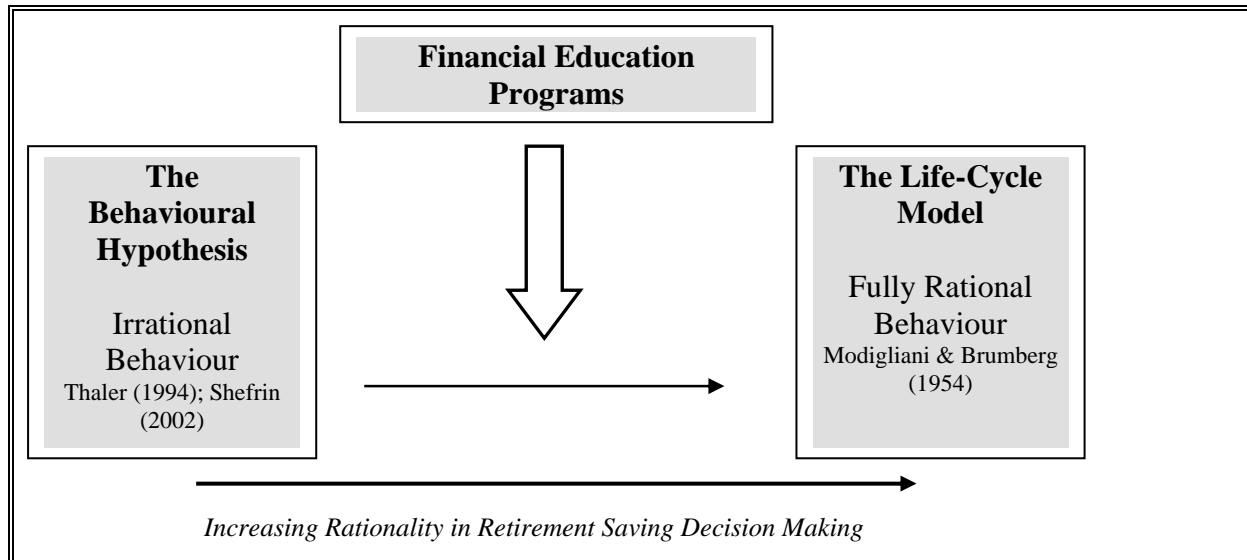 Financial Education
Programs
The
Behavioural
Hypothesis
Irrational
Behaviour
Thaler (1994); Shefrin
(2002)
The Life-Cycle
Model
Fully Rational
Behaviour
Modigliani & Brumberg
(1954)
Increasing Rationality in Retirement Saving Decision Making